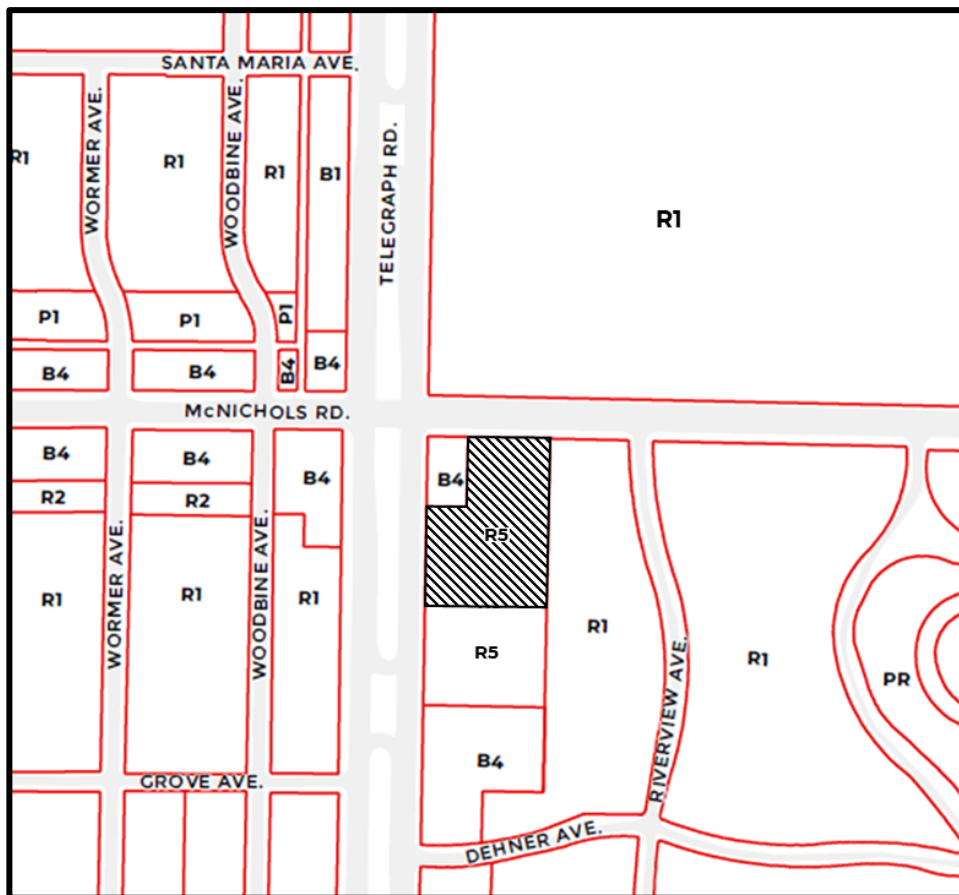 SANTA MARIA AVE.
WORMER AVE.
WOODBINE AVE.
TELEGRAPH RD.
R1
R1
R1
B1
R1
P1
P1
P1
B4
B4
B4
B4
McNICHOLS RD.
B4
B4
B4
B4
R2
R2
R5
WORMER AVE.
WOODBINE AVE.
R1
R1
R1
R1
R5
R1
PR
RIVERVIEW AVE.
B4
GROVE AVE.
DEHNER AVE.